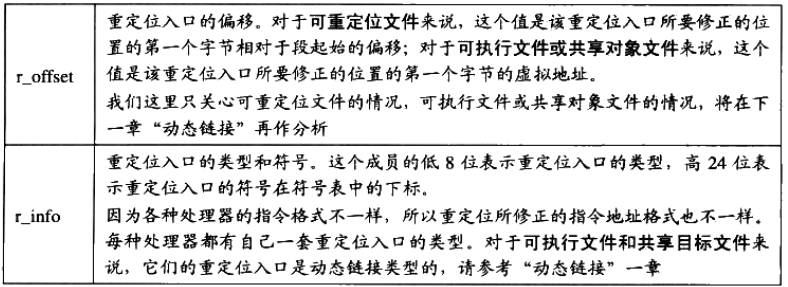 r_offset
重定位入口的偏移。对于可重定位文件来说，这个值是该重定位入口所要修正的位
置的第一个字节相对于段起始的偏移；对于可执行文件或共享对象文件来说，这个
值是该重定位入口所要修正的位置的第一个字节的虚拟地址。
我们这里只关心可重定位文件的情况，可执行文件或共享对象文件的情况，将在下
一章“动态链接”再作分析
r_info
重定位入口的类型和符号。这个成员的低 8 位表示重定位入口的类型，高 24 位表
示重定位入口的符号在符号表中的下标。
因为各种处理器的指令格式不一样，所以重定位所修正的指令地址格式也不一样。
每种处理器都有自己一套重定位入口的类型。对于可执行文件和共享目标文件来
说，它们的重定位入口是动态链接类型的，请参考“动态链接”一章